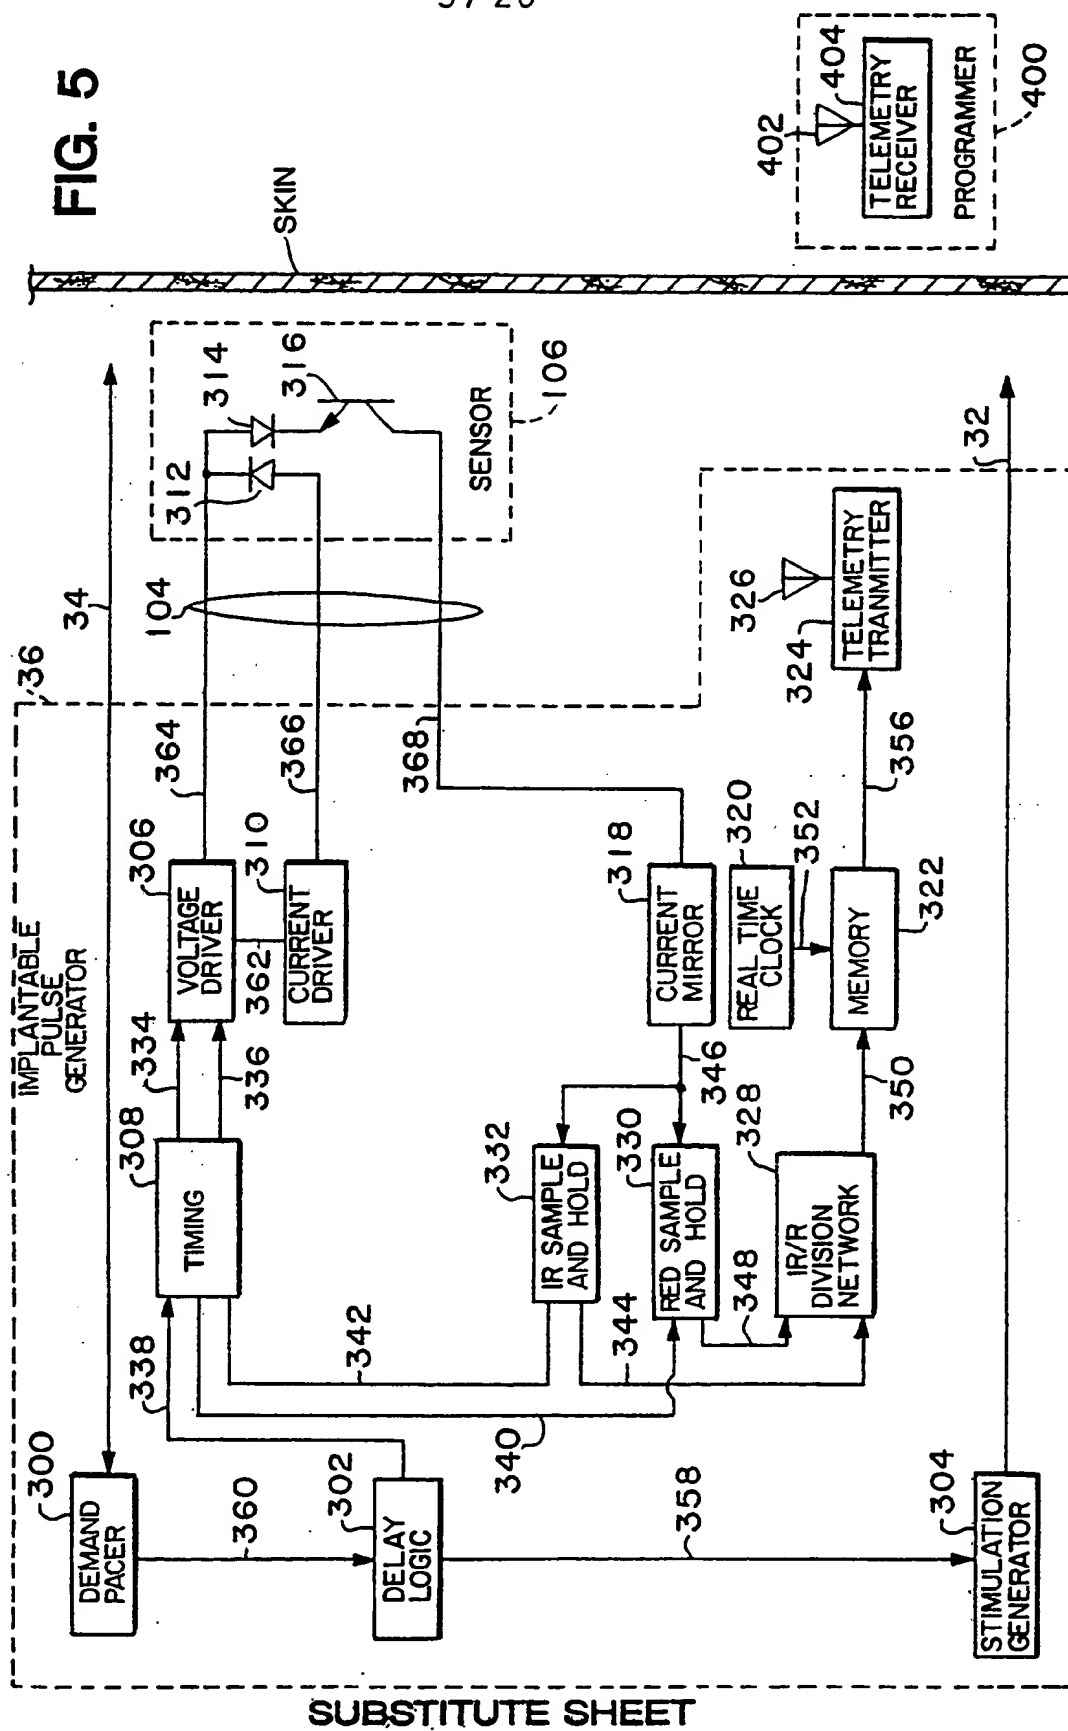 FIG. 5
IMPLANTABLE
PULSE
GENERATOR
36
34
300
DEMAND
PACER
360
302
DELAY
LOGIC
338
308
TIMING
334
336
306
VOLTAGE
DRIVER
362
310
CURRENT
DRIVER
364
366
104
312
314
316
SENSOR
106
SKIN
342
340
332
IR SAMPLE
AND HOLD
344
330
RED SAMPLE
AND HOLD
346
348
318
CURRENT
MIRROR
368
328
IR/R
DIVISION
NETWORK
350
320
REAL TIME
CLOCK
352
MEMORY
322
356
324
326
TELEMETRY
TRANMITTER
358
304
STIMULATION
GENERATOR
32
402
404
TELEMETRY
RECEIVER
PROGRAMMER
400
SUBSTITUTE SHEET